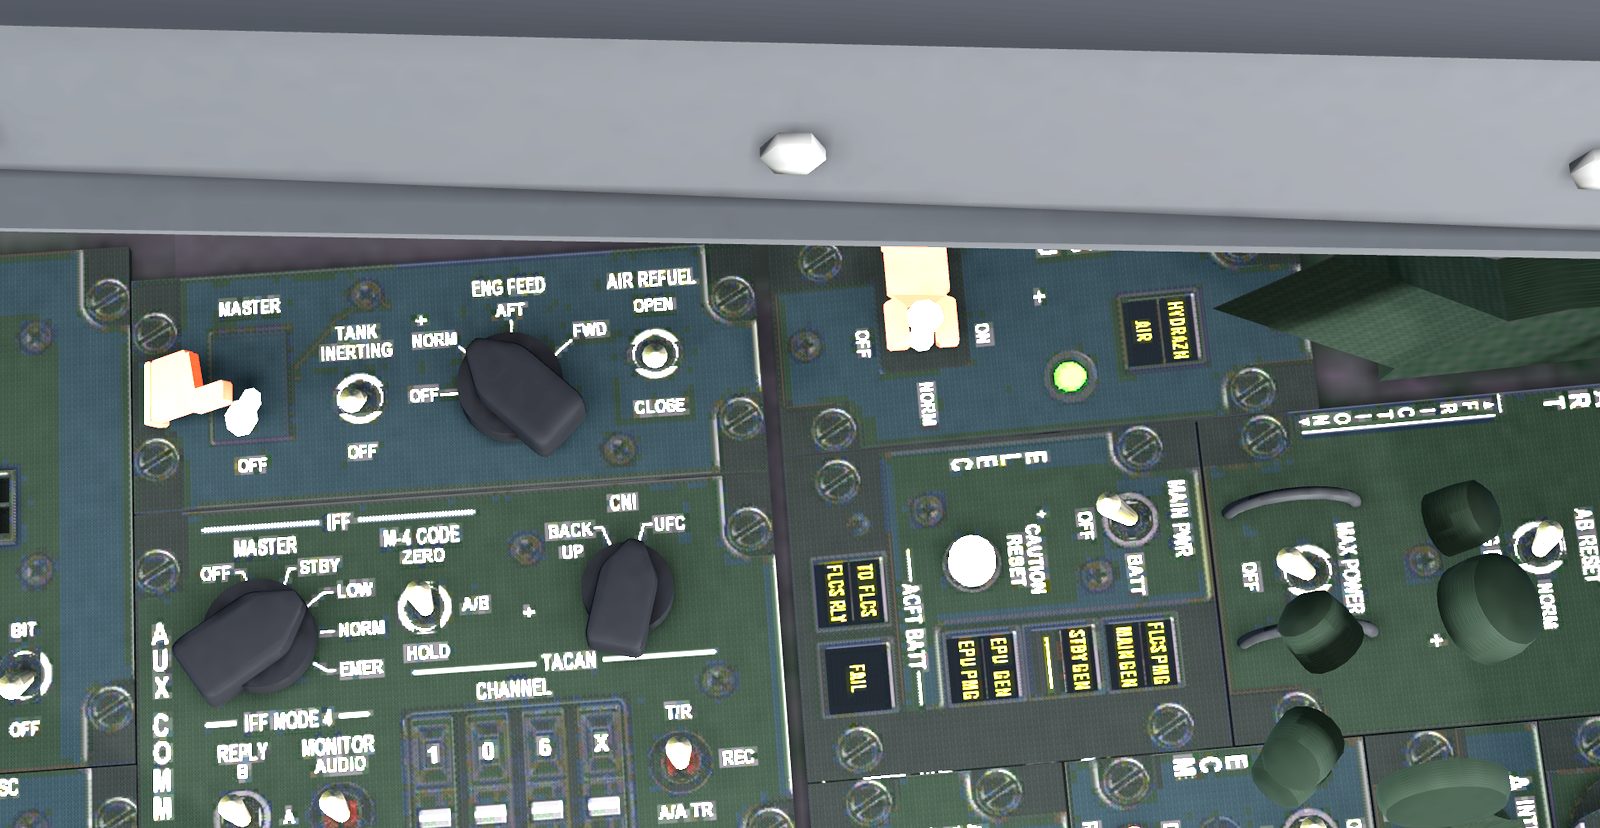 MASTER
OFF
TANK
INERTING
OFF
ENG FEED
AFT
NORM
FWD
OFF
AIR REFUEL
OPEN
CLOSE
OFF
ON
NORM
HYDRAZN
AIR
IFF
MASTER
OFF
STBY
LOW
NORM
EMER
M-4 CODE
ZERO
A/B
HOLD
CNI
BACK
UP
UFC
AUX COMM
IFF MODE 4
REPLY
B
A
MONITOR
AUDIO
TACAN
CHANNEL
1 0 6 X
T/R
REC
A/A TR
BIT
OFF
SC
ELEC
CAUTION
RESET
MAIN PWR
OFF
BATT
ACFT BATT
TO FLCS
FLCS RLY
FAIL
EPU GEN
EPU PMG
STBY GEN
FLCS PMG
MAIN GEN
FRICTION
MAX POWER
OFF
AB RESET
NORM
EC
M
INT